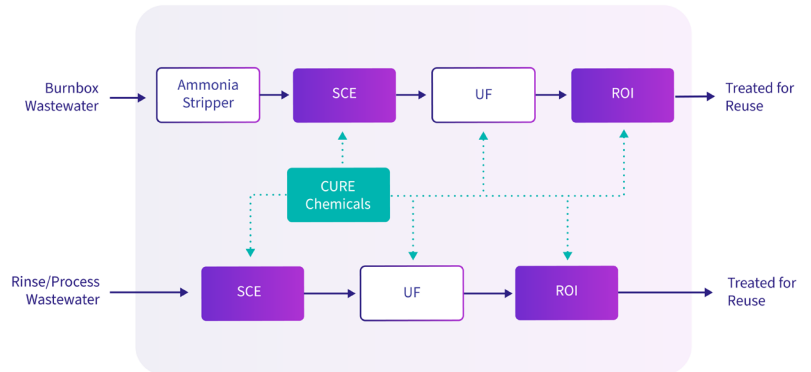 Burnbox
Wastewater
Ammonia
Stripper
SCE
UF
ROI
Treated for
Reuse
CURE
Chemicals
Rinse/Process
Wastewater
SCE
UF
ROI
Treated for
Reuse